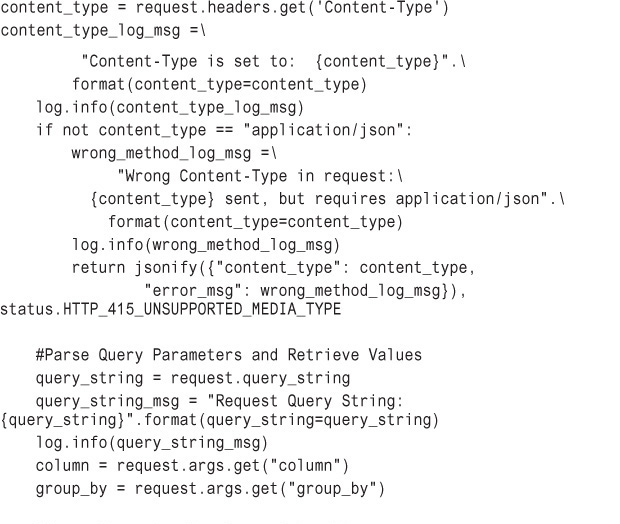 content_type = request.headers.get('Content-Type')
content_type_log_msg =\
"Content-Type is set to:  {content_type}".\
format(content_type=content_type)
log.info(content_type_log_msg)
if not content_type == "application/json":
wrong_method_log_msg =\
"Wrong Content-Type in request:\
{content_type} sent, but requires application/json".\
format(content_type=content_type)
log.info(wrong_method_log_msg)
return jsonify({"content_type": content_type,
"error_msg": wrong_method_log_msg}),
status.HTTP_415_UNSUPPORTED_MEDIA_TYPE
#Parse Query Parameters and Retrieve Values
query_string = request.query_string
query_string_msg = "Request Query String:
{query_string}".format(query_string=query_string)
log.info(query_string_msg)
column = request.args.get("column")
group_by = request.args.get("group_by")